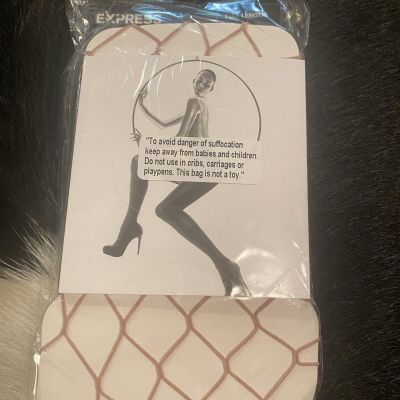 EXPRESS
"To avoid danger of suffocation
keep away from babies and children.
Do not use in cribs, carriages or
playpens. This bag is not a toy."